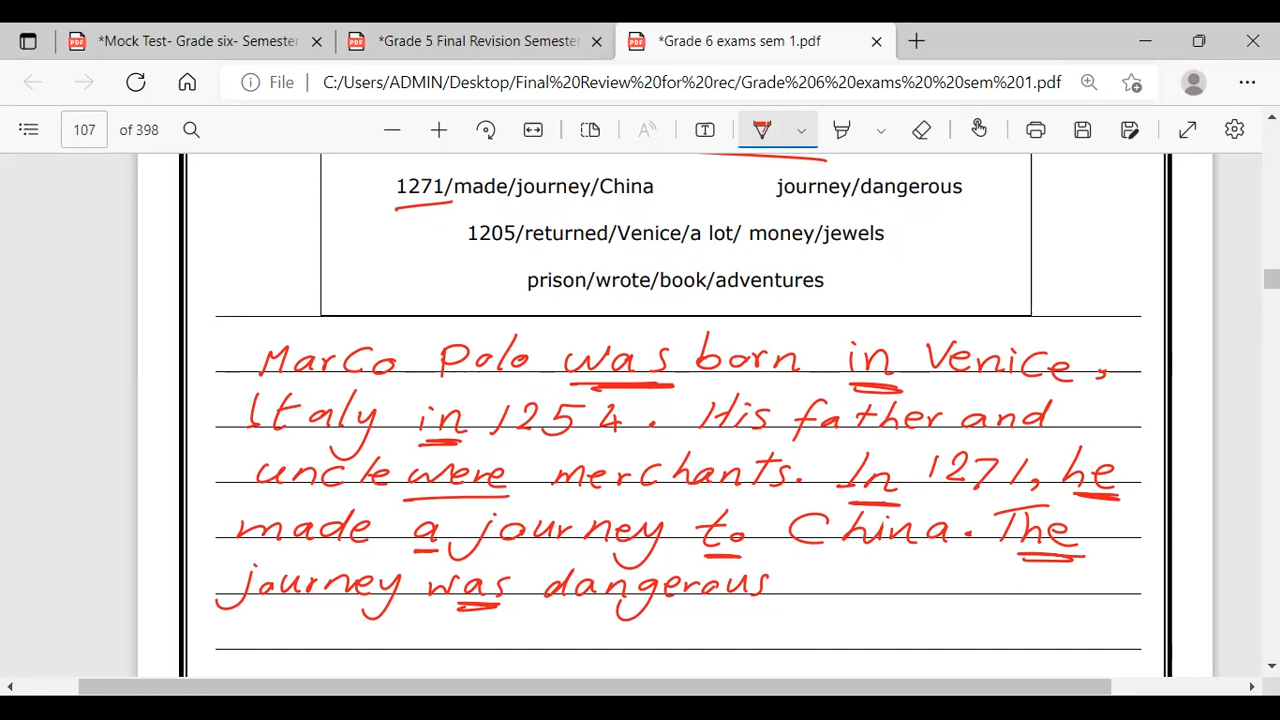 *Mock Test- Grade six- Semester
*Grade 5 Final Revision Semester
*Grade 6 exams sem 1.pdf
File C:/Users/ADMIN/Desktop/Final%20Review%20for%20rec/Grade%206%20exams%20%20sem%201.pdf
107 of 398
1271/made/journey/China journey/dangerous
1205/returned/Venice/a lot/ money/jewels
prison/wrote/book/adventures
Marco Polo was born in Venice,
Italy in 1254. His father and
uncle were merchants. In 1271, he
made a journey to China. The
journey was dangerous